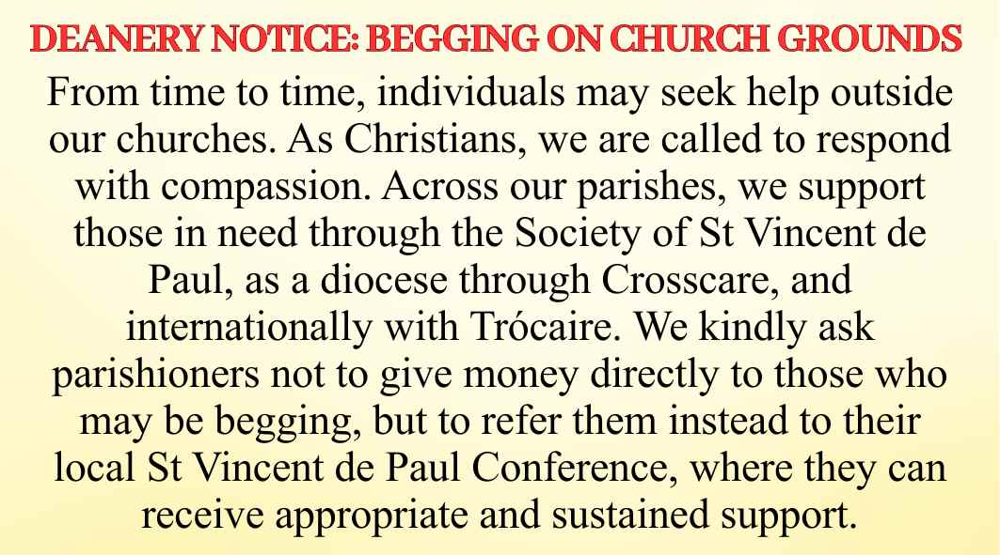 DEANERY NOTICE: BEGGING ON CHURCH GROUNDS
From time to time, individuals may seek help outside
our churches. As Christians, we are called to respond
with compassion. Across our parishes, we support
those in need through the Society of St Vincent de
Paul, as a diocese through Crosscare, and
internationally with Trócaire. We kindly ask
parishioners not to give money directly to those who
may be begging, but to refer them instead to their
local St Vincent de Paul Conference, where they can
receive appropriate and sustained support.